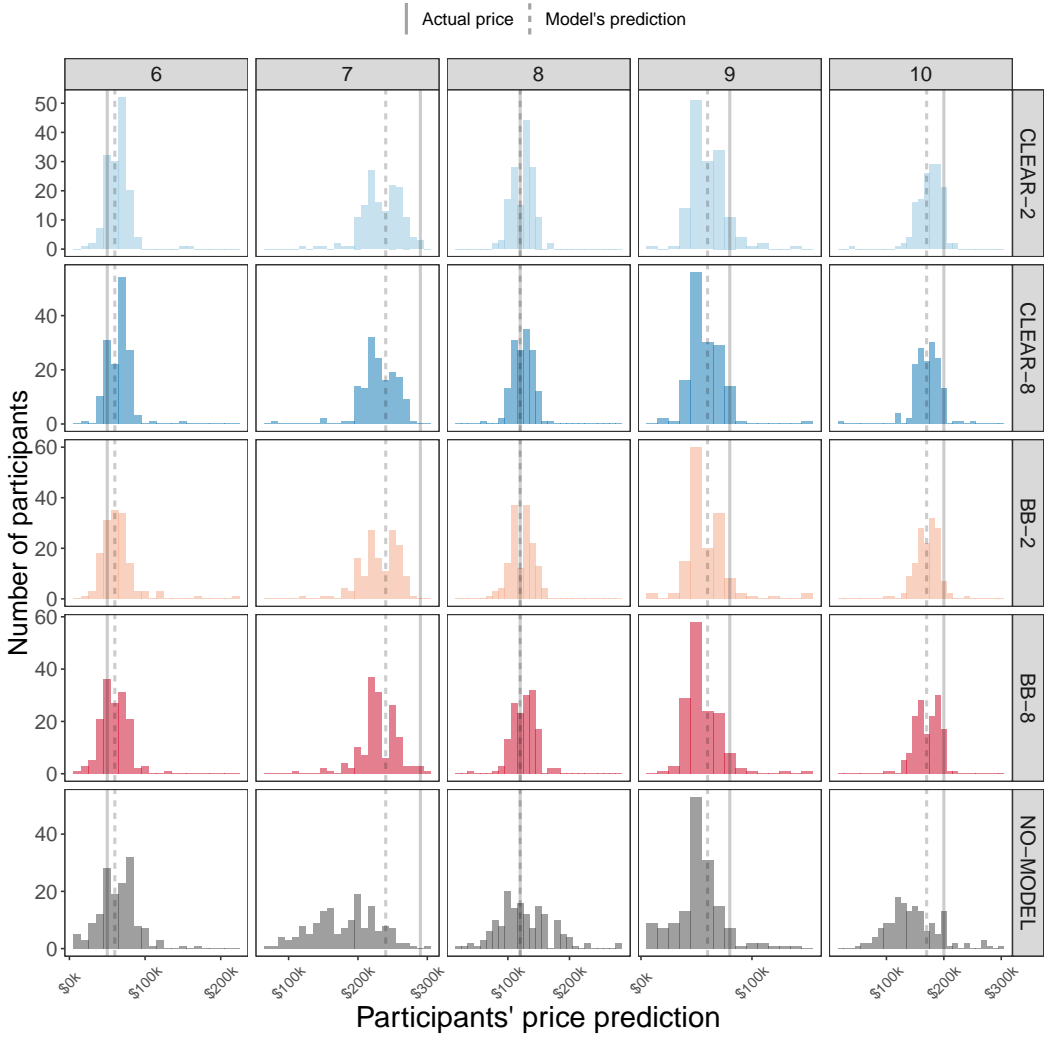 Actual price Model's prediction
6 7 8 9 10
Number of participants
50
40
30
20
10
0
CLEAR−2
40
20
0
CLEAR−8
60
40
20
0
BB−2
60
40
20
0
BB−8
40
20
0
NO−MODEL
$0k $100k $200k $100k $200k $300k $100k $200k $0k $100k $100k $200k $300k
Participants' price prediction